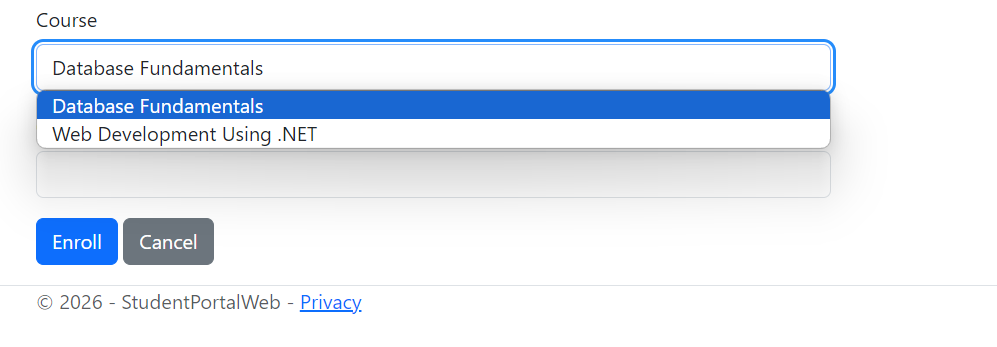 Course
Database Fundamentals
Database Fundamentals
Web Development Using .NET
Enroll Cancel
© 2026 - StudentPortalWeb - Privacy